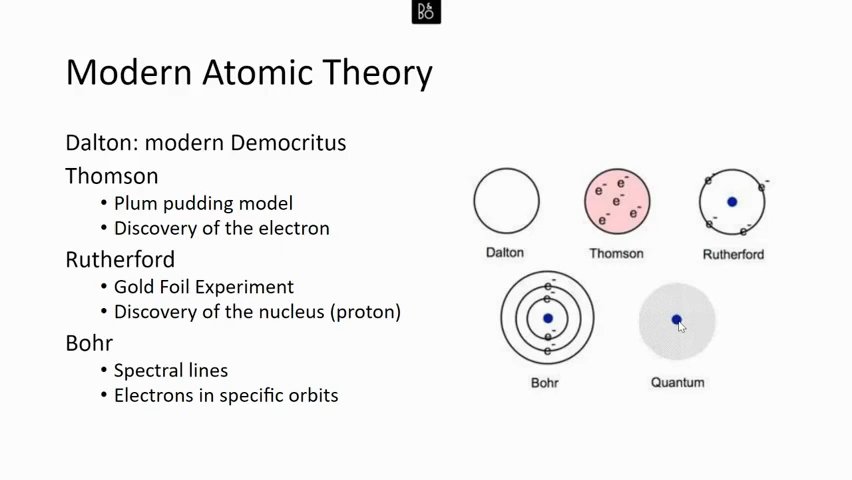 B&O
Modern Atomic Theory
Dalton: modern Democritus
Thomson
• Plum pudding model
• Discovery of the electron
Rutherford
• Gold Foil Experiment
• Discovery of the nucleus (proton)
Bohr
• Spectral lines
• Electrons in specific orbits
e- e- e- e- e-
e- e- e- e-
Dalton Thomson Rutherford
e-
e-
e-
e-
Bohr Quantum